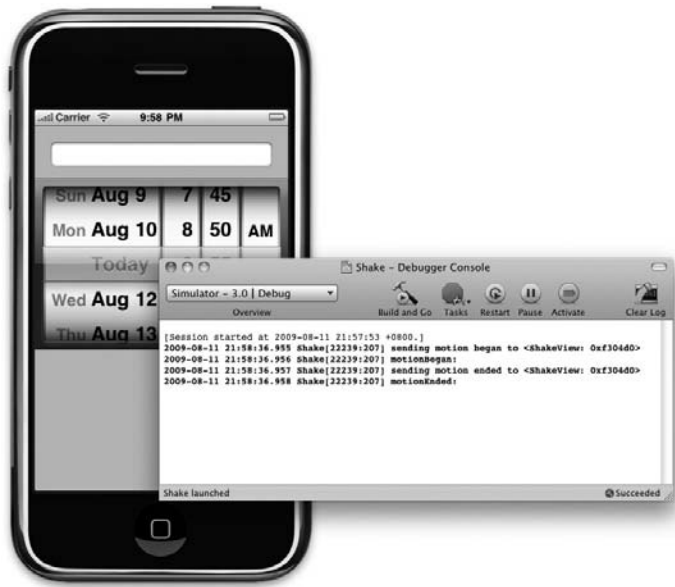 Carrier 9:58 PM
Sun Aug 9 7 45
Mon Aug 10 8 50 AM
Today
Wed Aug 12
Thu Aug 13
Shake - Debugger Console
Simulator - 3.0 | Debug
Overview Build and Go Tasks Restart Pause Activate Clear Log
[Session started at 2009-08-11 21:57:53 +0800.]
2009-08-11 21:58:36.955 Shake[22239:207] sending motion began to <ShakeView: 0xf304d0>
2009-08-11 21:58:36.956 Shake[22239:207] motionBegan:
2009-08-11 21:58:36.957 Shake[22239:207] sending motion ended to <ShakeView: 0xf304d0>
2009-08-11 21:58:36.958 Shake[22239:207] motionEnded:
Shake launched Succeeded